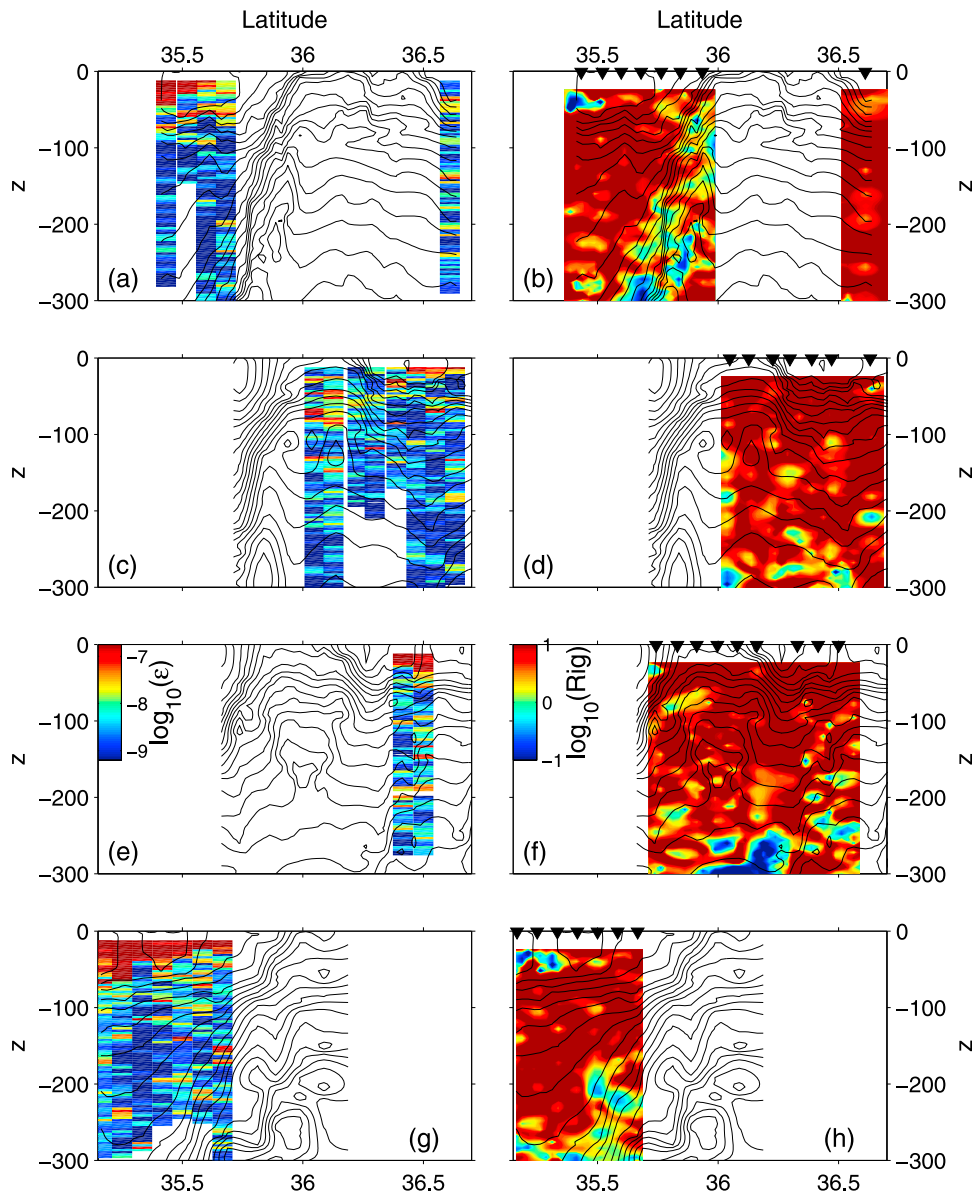 Latitude Latitude
35.5 36 36.5 35.5 36 36.5
0 0
−100 −100
z z
−200 −200
−300 (a) (b) −300
0 0
−100 −100
z z
−200 −200
−300 (c) (d) −300
0 0
−7 1
−100 −8 log10(ε) 0 log10(Rig) −100
−9 −1
z z
−200 −200
−300 (e) (f) −300
0 0
−100 −100
z z
−200 −200
−300 (g) (h) −300
35.5 36 36.5 35.5 36 36.5